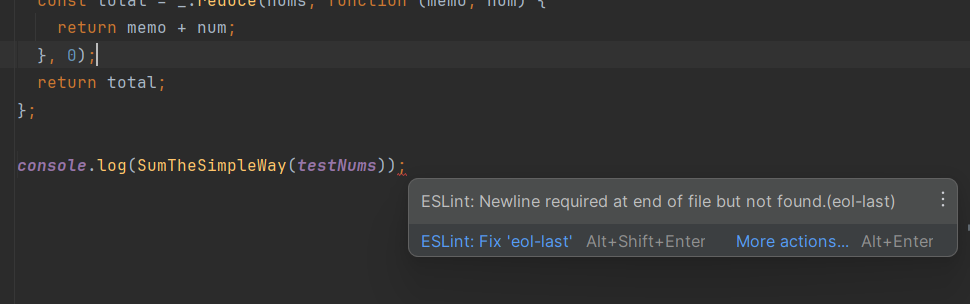 const total = _.reduce(nums, function (memo, num) {
return memo + num;
}, 0);
return total;
};
console.log(SumTheSimpleWay(testNums));
ESLint: Newline required at end of file but not found.(eol-last)
ESLint: Fix 'eol-last' Alt+Shift+Enter More actions... Alt+Enter